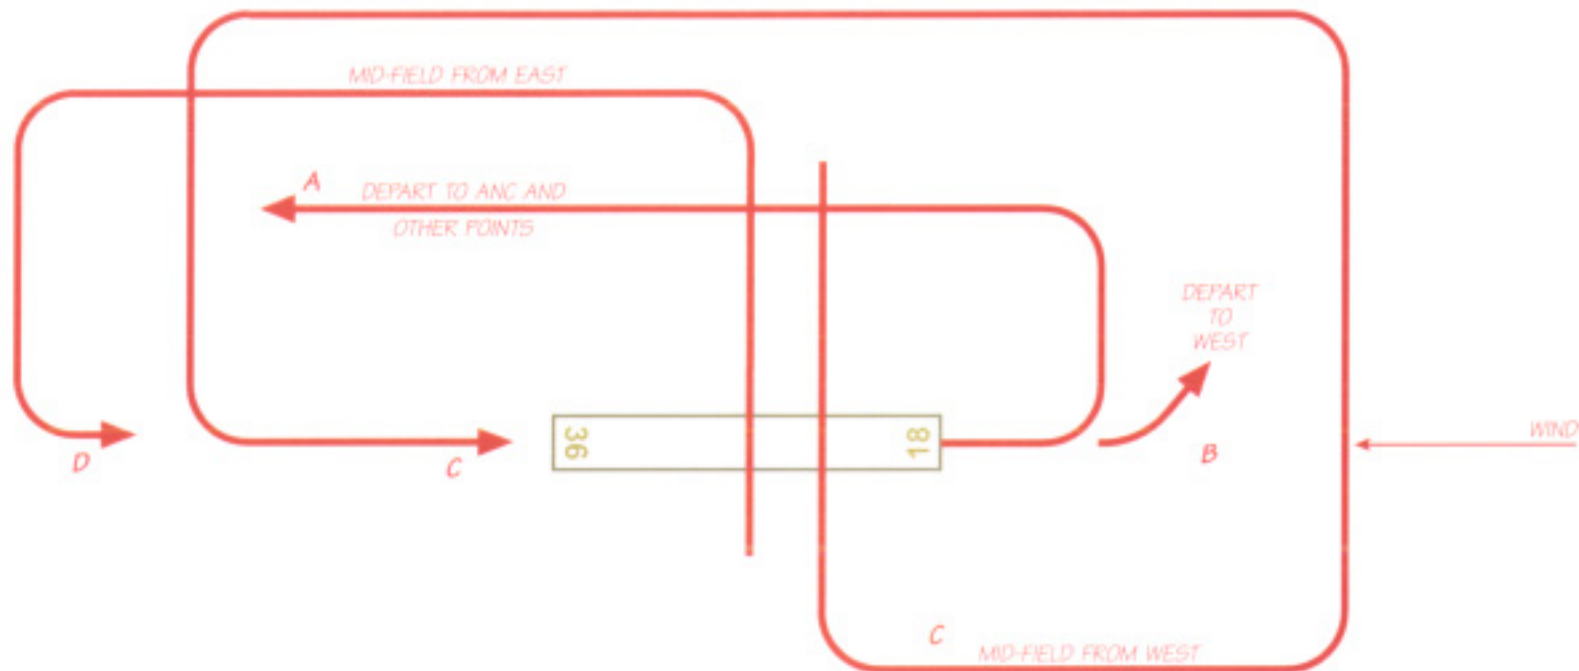 MID-FIELD FROM EAST
A
DEPART TO ANC AND
OTHER POINTS
DEPART
TO
WEST
WIND
36
18
B
D
C
C
MID-FIELD FROM WEST